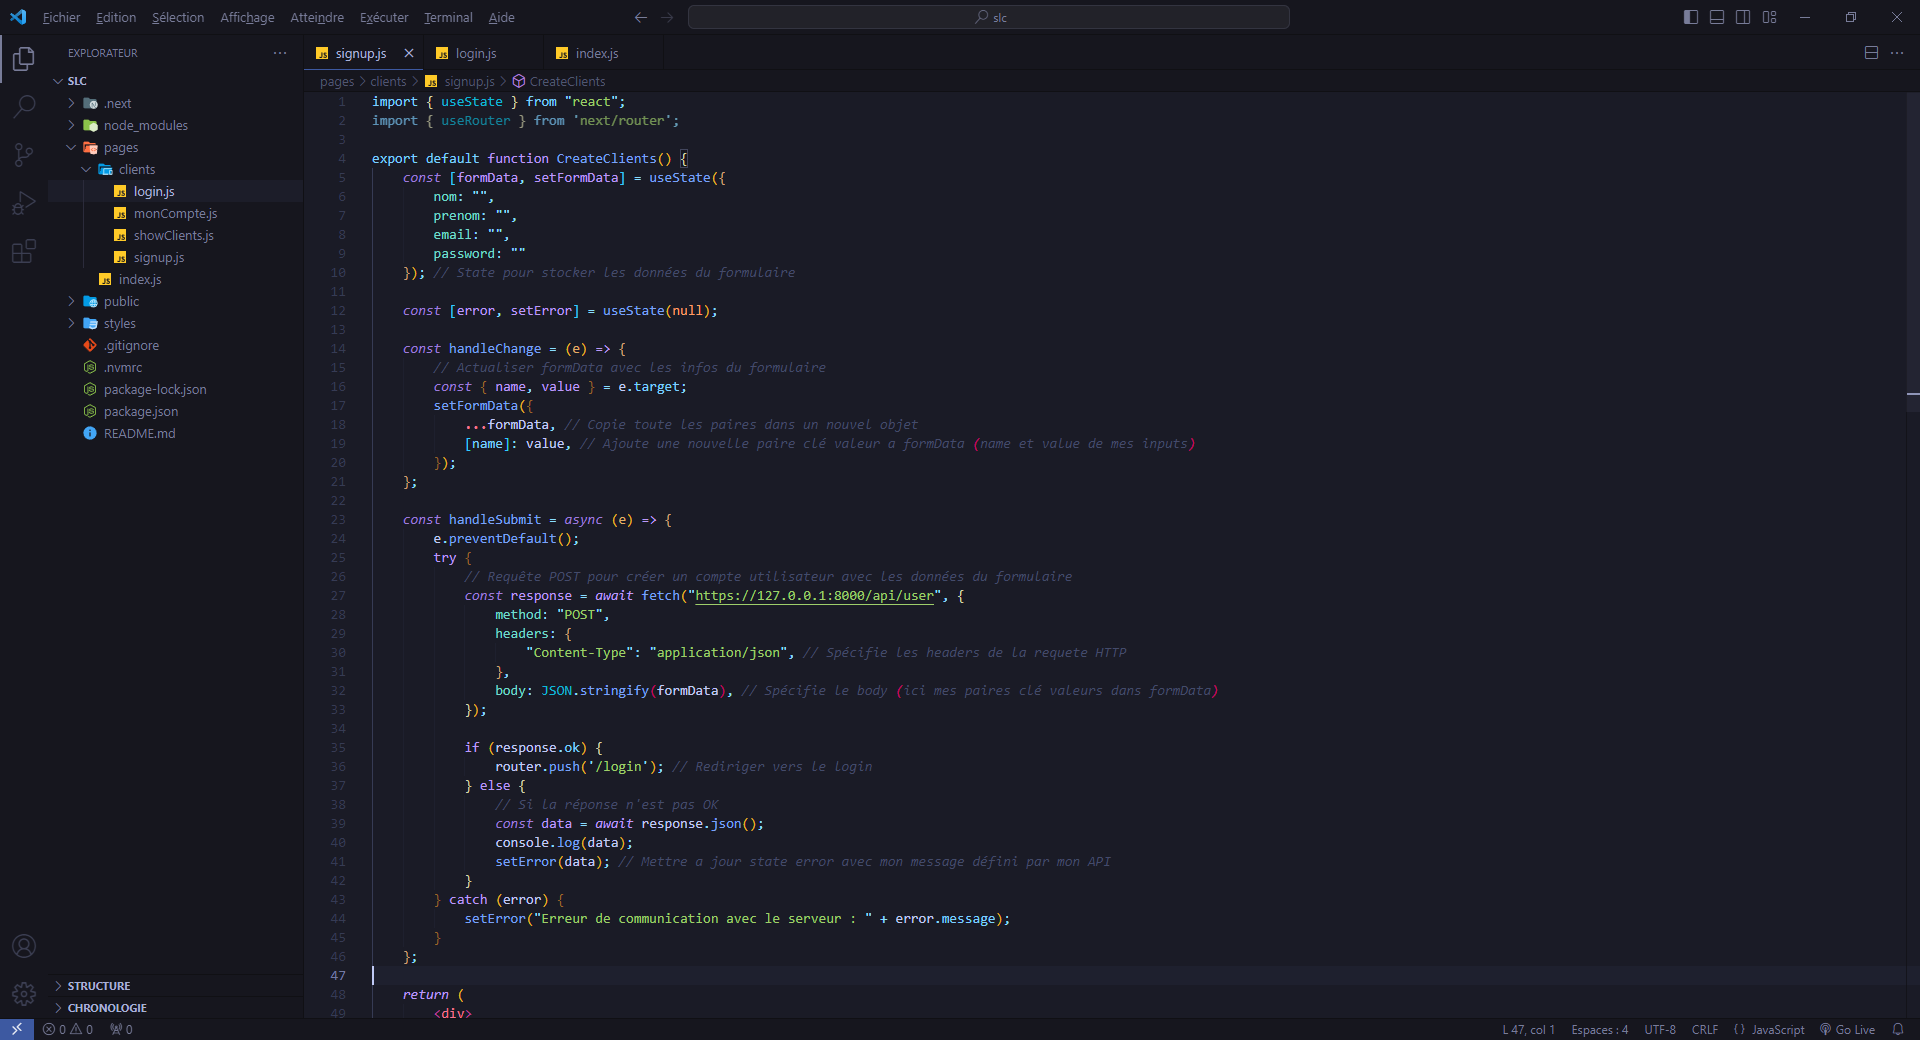 Fichier Edition Sélection Affichage Atteindre Exécuter Terminal Aide
slc
EXPLORATEUR
SLC
.next
node_modules
pages
clients
login.js
monCompte.js
showClients.js
signup.js
index.js
public
styles
.gitignore
.nvmrc
package-lock.json
package.json
README.md
STRUCTURE
CHRONOLOGIE
signup.js login.js index.js
pages > clients > signup.js > CreateClients
1 import { useState } from "react";
2 import { useRouter } from 'next/router';
3
4 export default function CreateClients() {
5 const [formData, setFormData] = useState({
6 nom: "",
7 prenom: "",
8 email: "",
9 password: ""
10 }); // State pour stocker les données du formulaire
11
12 const [error, setError] = useState(null);
13
14 const handleChange = (e) => {
15 // Actualiser formData avec les infos du formulaire
16 const { name, value } = e.target;
17 setFormData({
18 ...formData, // Copie toute les paires dans un nouvel objet
19 [name]: value, // Ajoute une nouvelle paire clé valeur a formData (name et value de mes inputs)
20 });
21 };
22
23 const handleSubmit = async (e) => {
24 e.preventDefault();
25 try {
26 // Requête POST pour créer un compte utilisateur avec les données du formulaire
27 const response = await fetch("https://127.0.0.1:8000/api/user", {
28 method: "POST",
29 headers: {
30 "Content-Type": "application/json", // Spécifie les headers de la requete HTTP
31 },
32 body: JSON.stringify(formData), // Spécifie le body (ici mes paires clé valeurs dans formData)
33 });
34
35 if (response.ok) {
36 router.push('/login'); // Rediriger vers le login
37 } else {
38 // Si la réponse n'est pas OK
39 const data = await response.json();
40 console.log(data);
41 setError(data); // Mettre a jour state error avec mon message défini par mon API
42 }
43 } catch (error) {
44 setError("Erreur de communication avec le serveur : " + error.message);
45 }
46 };
47
48 return (
49 <div>
0 0 0
L 47, col 1 Espaces : 4 UTF-8 CRLF {} JavaScript Go Live